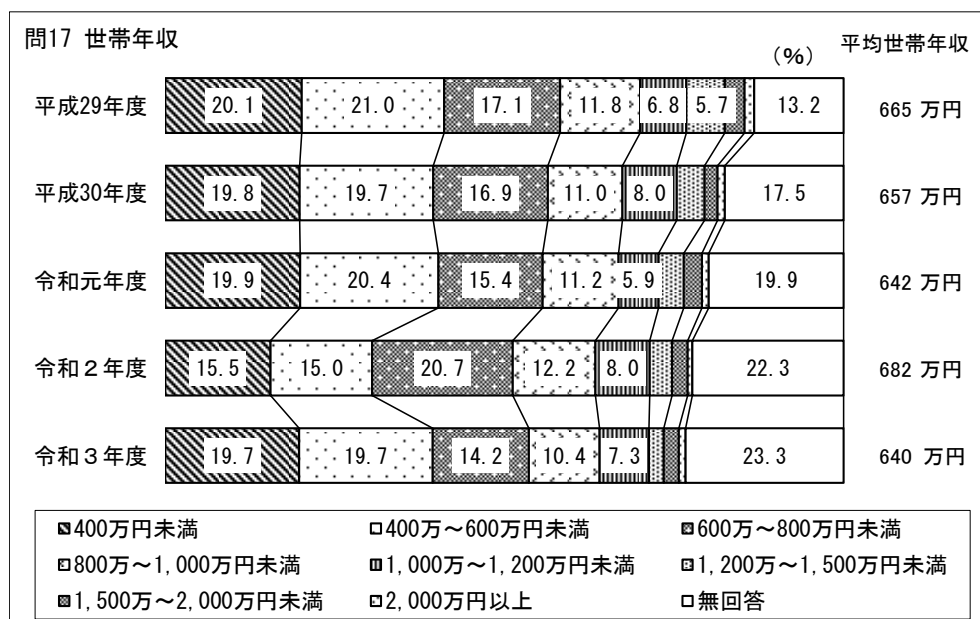 問17 世帯年収
平均世帯年収
(%)
平成29年度 20.1 21.0 17.1 11.8 6.8 5.7 13.2 665 万円
平成30年度 19.8 19.7 16.9 11.0 8.0 17.5 657 万円
令和元年度 19.9 20.4 15.4 11.2 5.9 19.9 642 万円
令和2年度 15.5 15.0 20.7 12.2 8.0 22.3 682 万円
令和3年度 19.7 19.7 14.2 10.4 7.3 23.3 640 万円
400万円未満 400万~600万円未満 600万~800万円未満
800万~1,000万円未満 1,000万~1,200万円未満 1,200万~1,500万円未満
1,500万~2,000万円未満 2,000万円以上 無回答